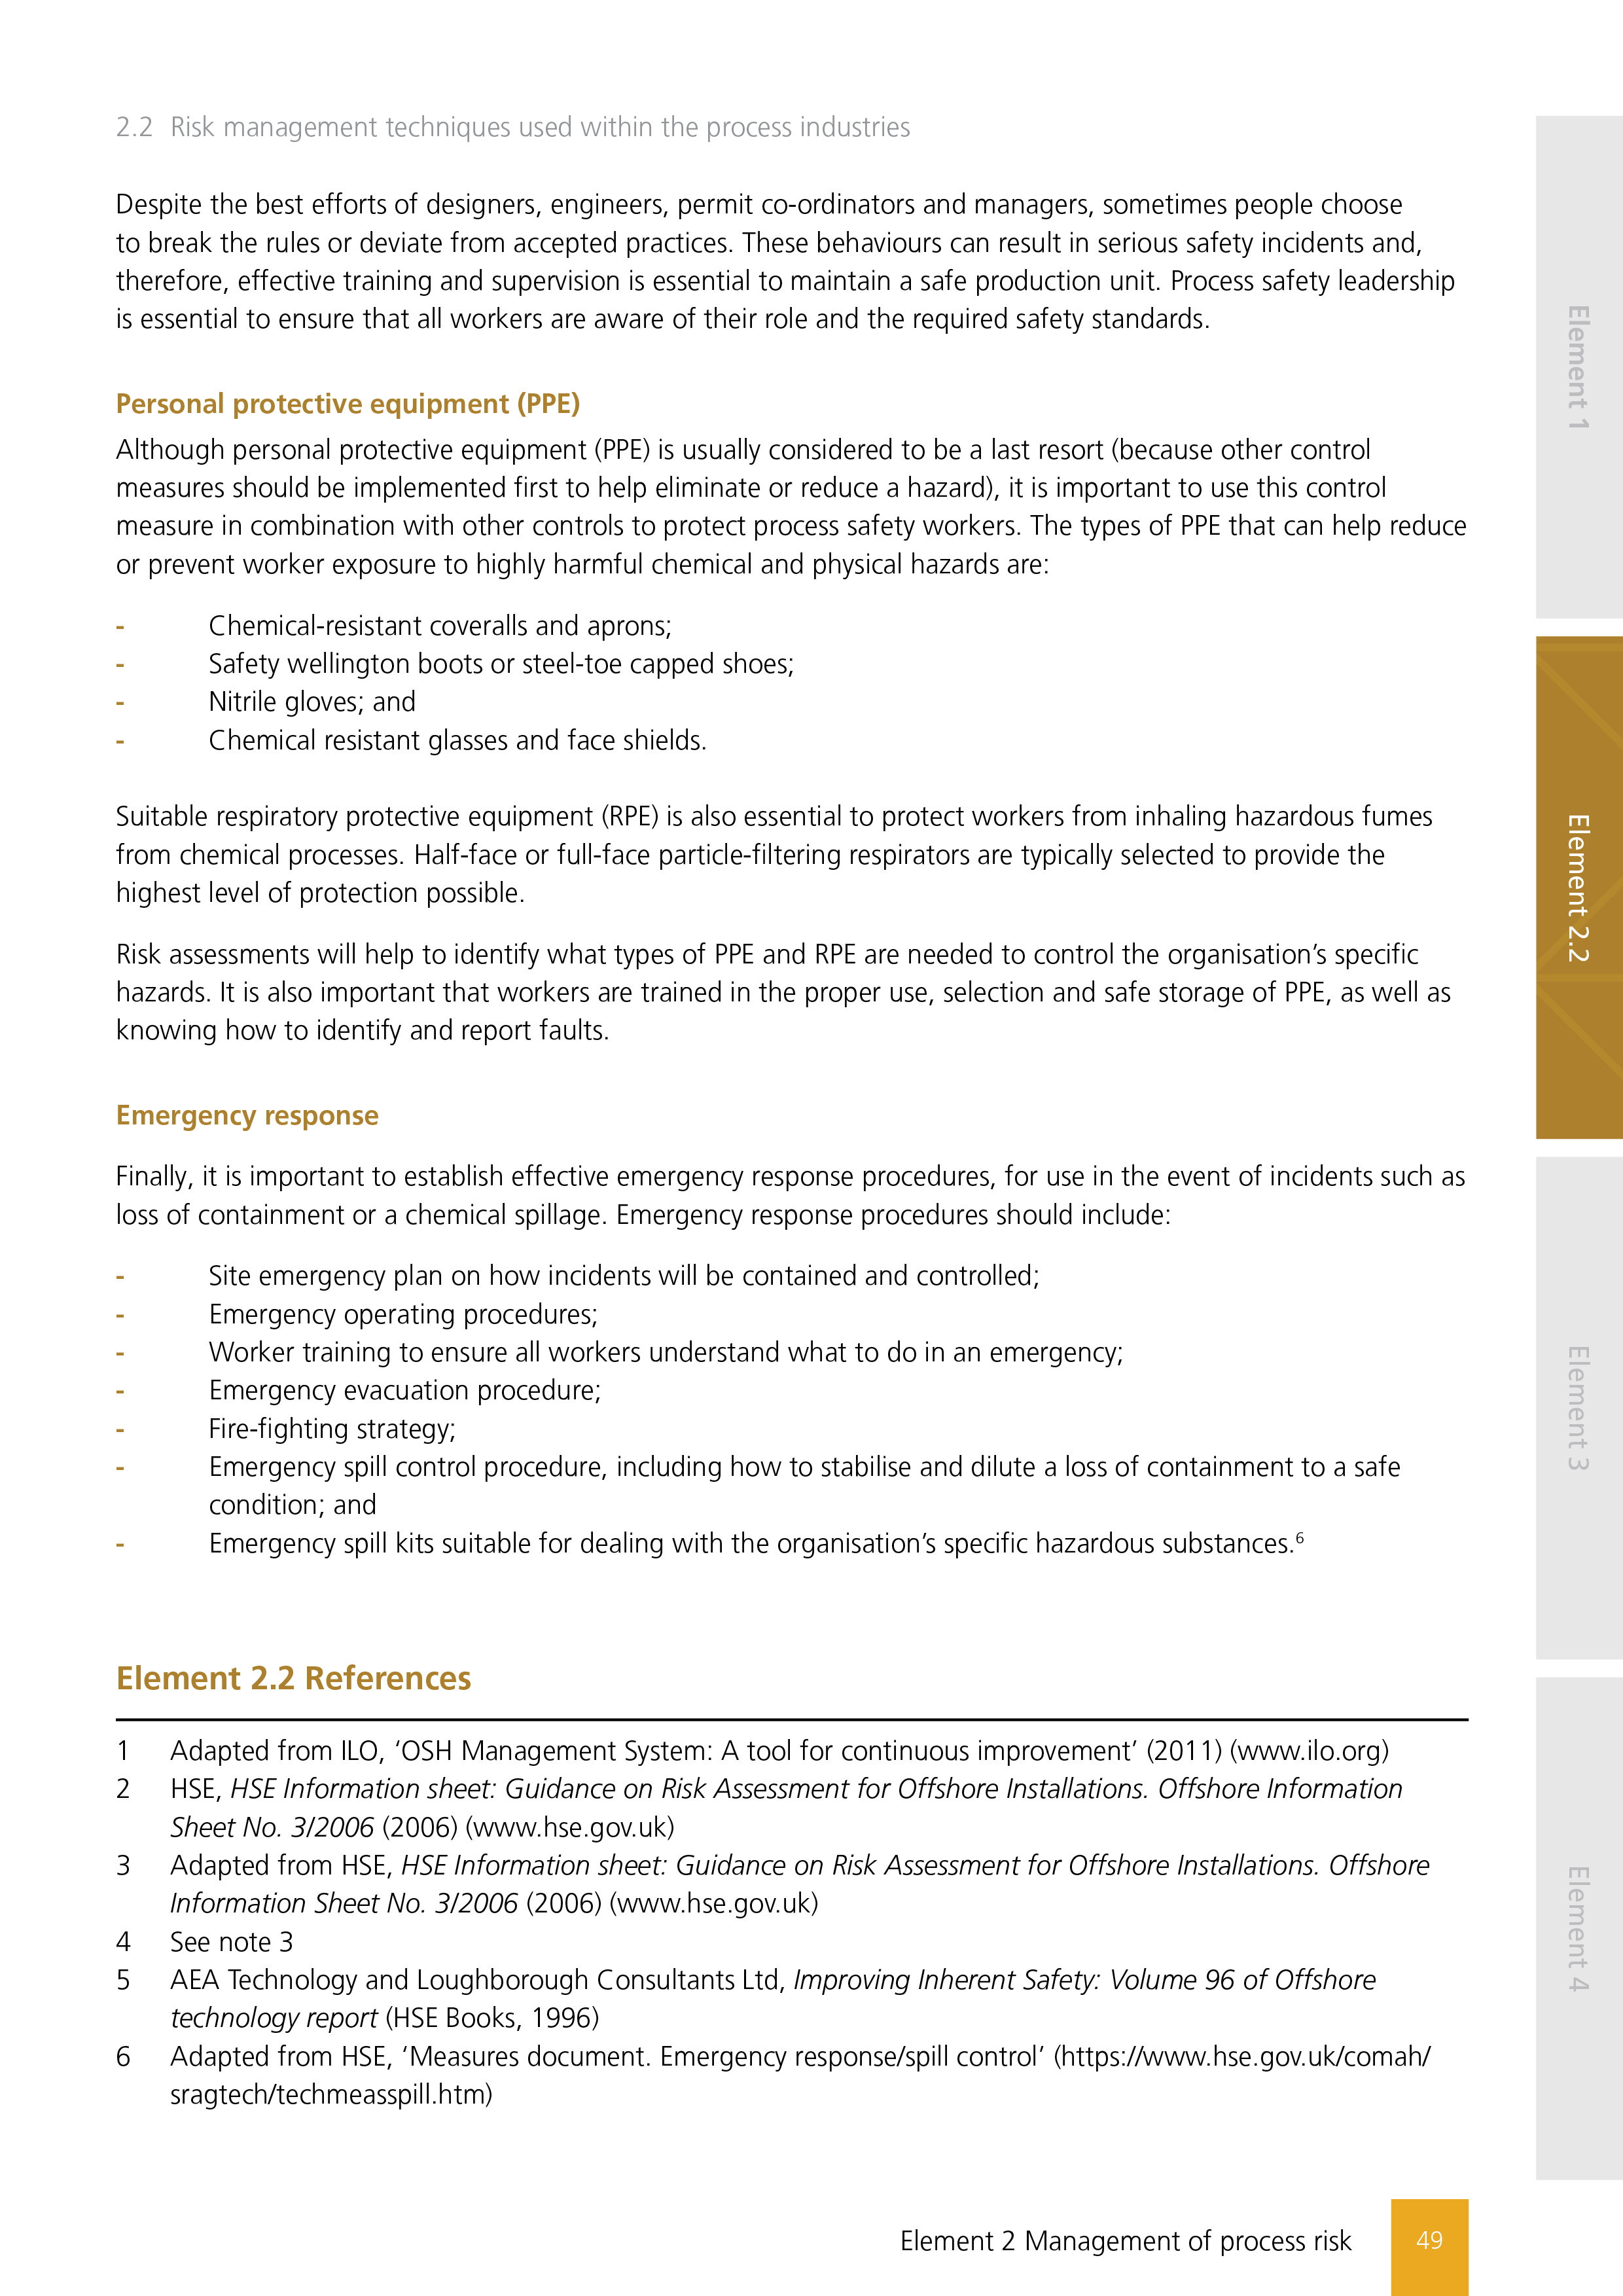 2.2 Risk management techniques used within the process industries
Despite the best efforts of designers, engineers, permit co-ordinators and managers, sometimes people choose
to break the rules or deviate from accepted practices. These behaviours can result in serious safety incidents and,
therefore, effective training and supervision is essential to maintain a safe production unit. Process safety leadership
is essential to ensure that all workers are aware of their role and the required safety standards.
Personal protective equipment (PPE)
Although personal protective equipment (PPE) is usually considered to be a last resort (because other control
measures should be implemented first to help eliminate or reduce a hazard), it is important to use this control
measure in combination with other controls to protect process safety workers. The types of PPE that can help reduce
or prevent worker exposure to highly harmful chemical and physical hazards are:
- Chemical-resistant coveralls and aprons;
- Safety wellington boots or steel-toe capped shoes;
- Nitrile gloves; and
- Chemical resistant glasses and face shields.
Suitable respiratory protective equipment (RPE) is also essential to protect workers from inhaling hazardous fumes
from chemical processes. Half-face or full-face particle-filtering respirators are typically selected to provide the
highest level of protection possible.
Risk assessments will help to identify what types of PPE and RPE are needed to control the organisation's specific
hazards. It is also important that workers are trained in the proper use, selection and safe storage of PPE, as well as
knowing how to identify and report faults.
Emergency response
Finally, it is important to establish effective emergency response procedures, for use in the event of incidents such as
loss of containment or a chemical spillage. Emergency response procedures should include:
- Site emergency plan on how incidents will be contained and controlled;
- Emergency operating procedures;
- Worker training to ensure all workers understand what to do in an emergency;
- Emergency evacuation procedure;
- Fire-fighting strategy;
- Emergency spill control procedure, including how to stabilise and dilute a loss of containment to a safe
condition; and
- Emergency spill kits suitable for dealing with the organisation's specific hazardous substances.6
Element 2.2 References
1 Adapted from ILO, 'OSH Management System: A tool for continuous improvement' (2011) (www.ilo.org)
2 HSE, HSE Information sheet: Guidance on Risk Assessment for Offshore Installations. Offshore Information
Sheet No. 3/2006 (2006) (www.hse.gov.uk)
3 Adapted from HSE, HSE Information sheet: Guidance on Risk Assessment for Offshore Installations. Offshore
Information Sheet No. 3/2006 (2006) (www.hse.gov.uk)
4 See note 3
5 AEA Technology and Loughborough Consultants Ltd, Improving Inherent Safety: Volume 96 of Offshore
technology report (HSE Books, 1996)
6 Adapted from HSE, 'Measures document. Emergency response/spill control' (https://www.hse.gov.uk/comah/
sragtech/techmeasspill.htm)
Element 2 Management of process risk 49
Element 1
Element 2.2
Element 3
Element 4